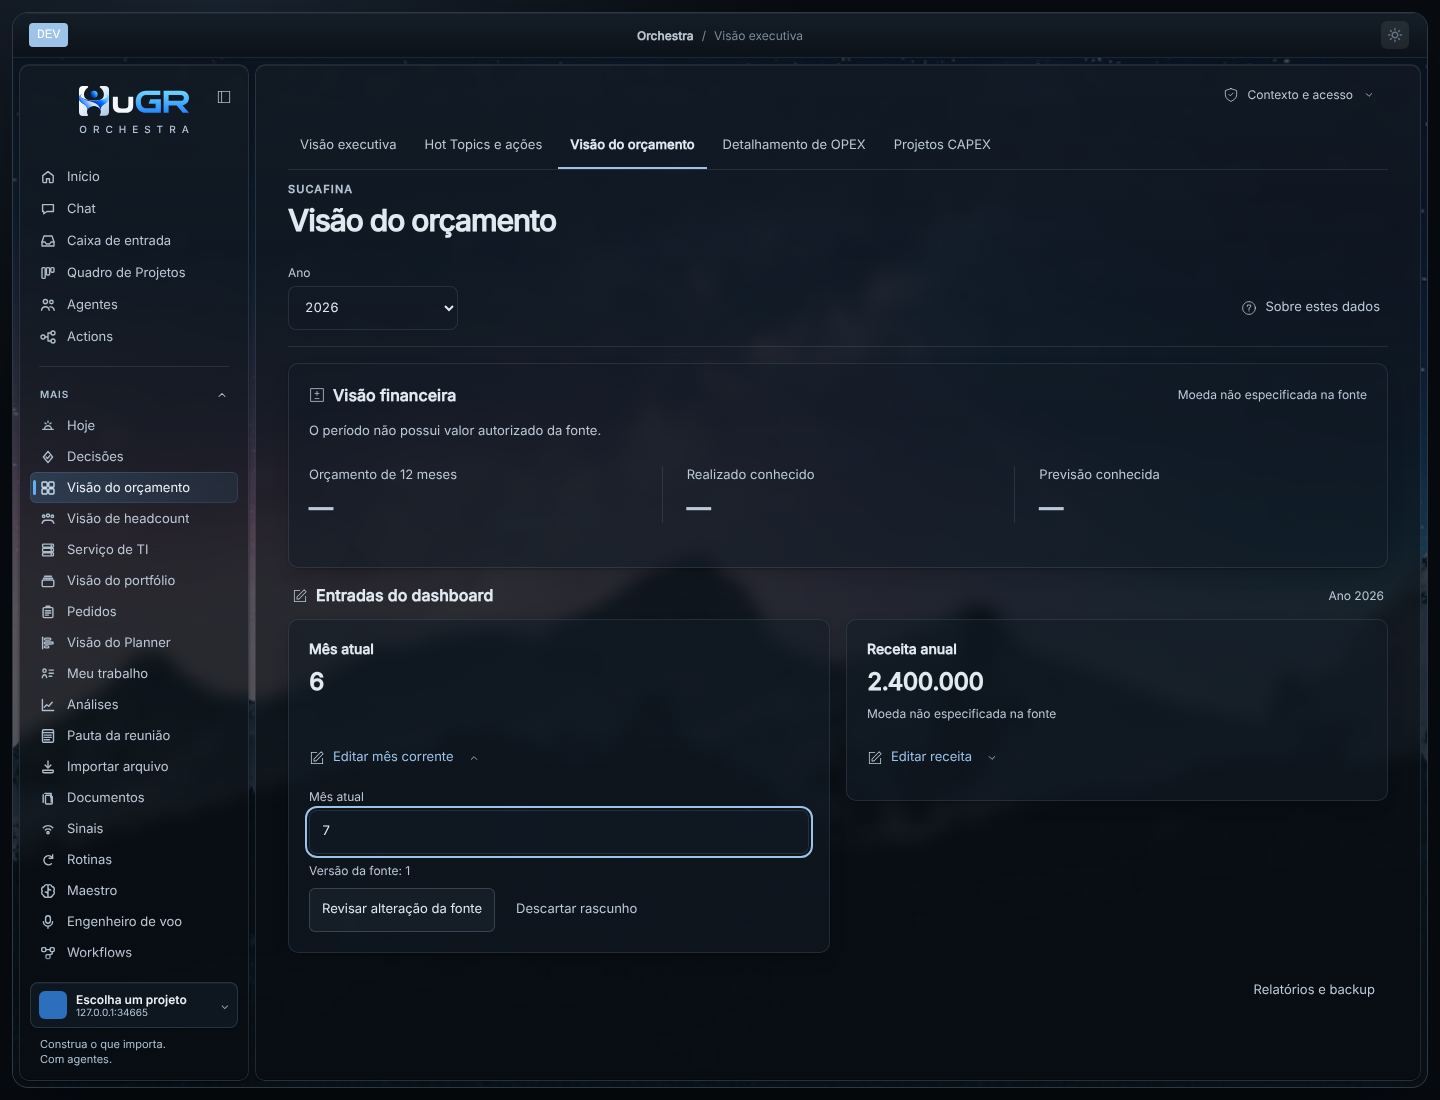 DEV
Orchestra / Visão executiva
HuGR
ORCHESTRA
Início
Chat
Caixa de entrada
Quadro de Projetos
Agentes
Actions
MAIS
Hoje
Decisões
Visão do orçamento
Visão de headcount
Serviço de TI
Visão do portfólio
Pedidos
Visão do Planner
Meu trabalho
Análises
Pauta da reunião
Importar arquivo
Documentos
Sinais
Rotinas
Maestro
Engenheiro de voo
Workflows
Escolha um projeto
127.0.0.1:34665
Construa o que importa.
Com agentes.
Contexto e acesso
Visão executiva Hot Topics e ações Visão do orçamento Detalhamento de OPEX Projetos CAPEX
SUCAFINA
Visão do orçamento
Ano
2026
Sobre estes dados
Visão financeira
Moeda não especificada na fonte
O período não possui valor autorizado da fonte.
Orçamento de 12 meses
—
Realizado conhecido
—
Previsão conhecida
—
Entradas do dashboard
Ano 2026
Mês atual
6
Editar mês corrente
Mês atual
7
Versão da fonte: 1
Revisar alteração da fonte Descartar rascunho
Receita anual
2.400.000
Moeda não especificada na fonte
Editar receita
Relatórios e backup